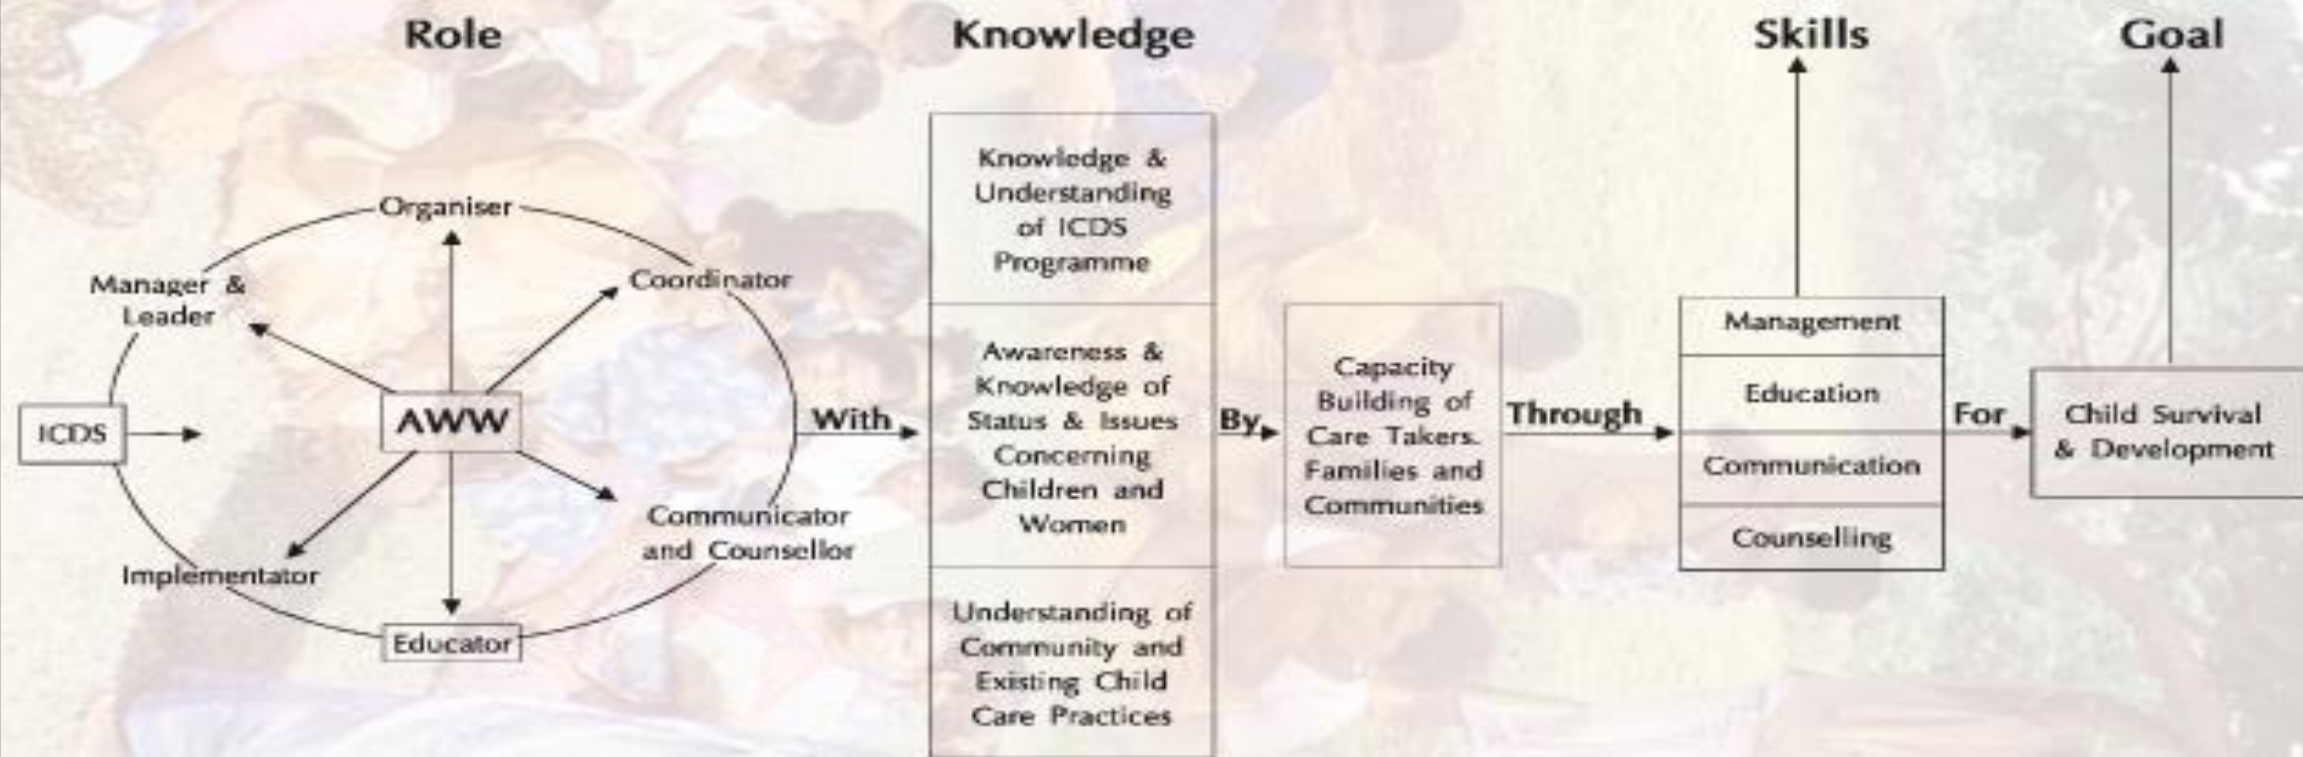 Role
Knowledge
Skills
Goal
Organiser
Manager &
Leader
Coordinator
ICDS
AWW
Implementator
Educator
Communicator
and Counsellor
With
Knowledge &
Understanding
of ICDS
Programme
Awareness &
Knowledge of
Status & Issues
Concerning
Children and
Women
Understanding of
Community and
Existing Child
Care Practices
By
Capacity
Building of
Care Takers.
Families and
Communities
Through
Management
Education
Communication
Counselling
For
Child Survival
& Development